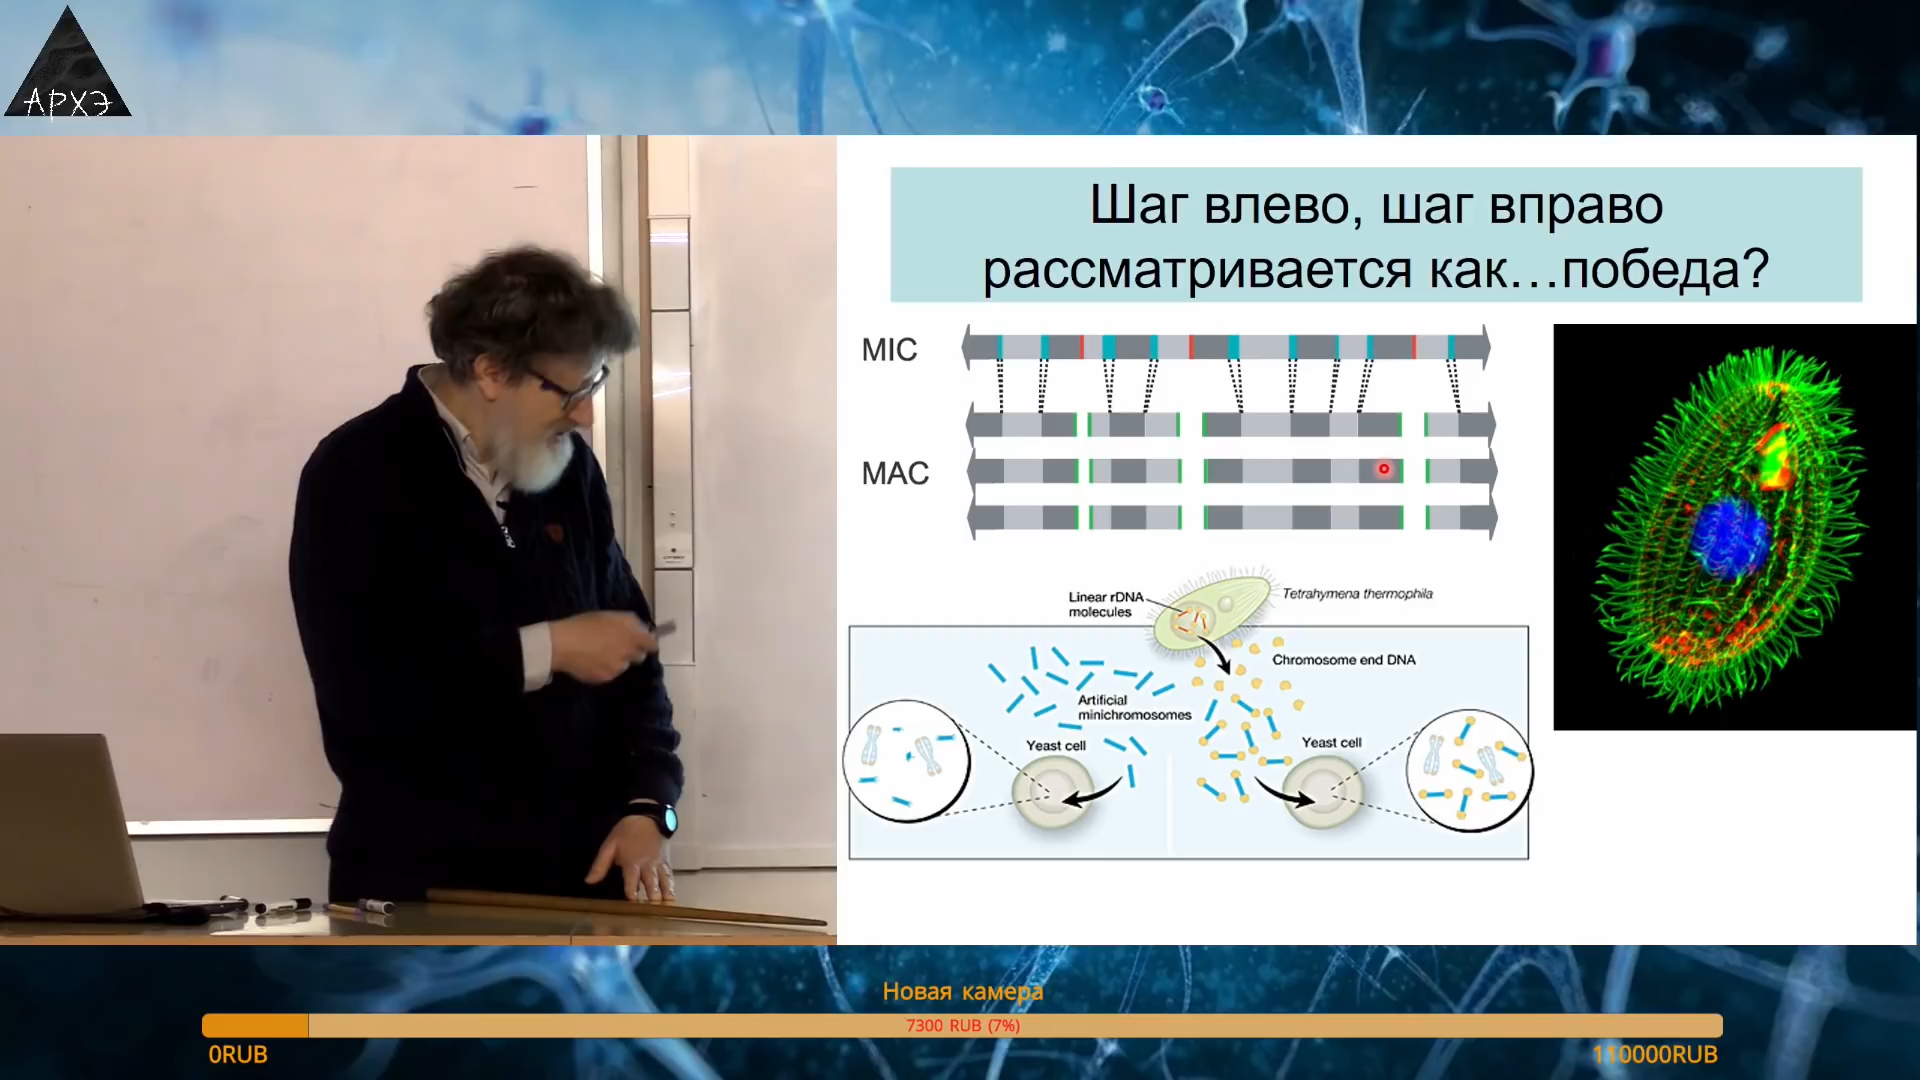 АРХЭ
Шаг влево, шаг вправо
рассматривается как...победа?
MIC
MAC
Linear rDNA
molecules
Tetrahymena thermophila
Chromosome end DNA
Artificial
minichromosomes
Yeast cell
Yeast cell
Новая камера
7300 RUB (7%)
0RUB
110000RUB